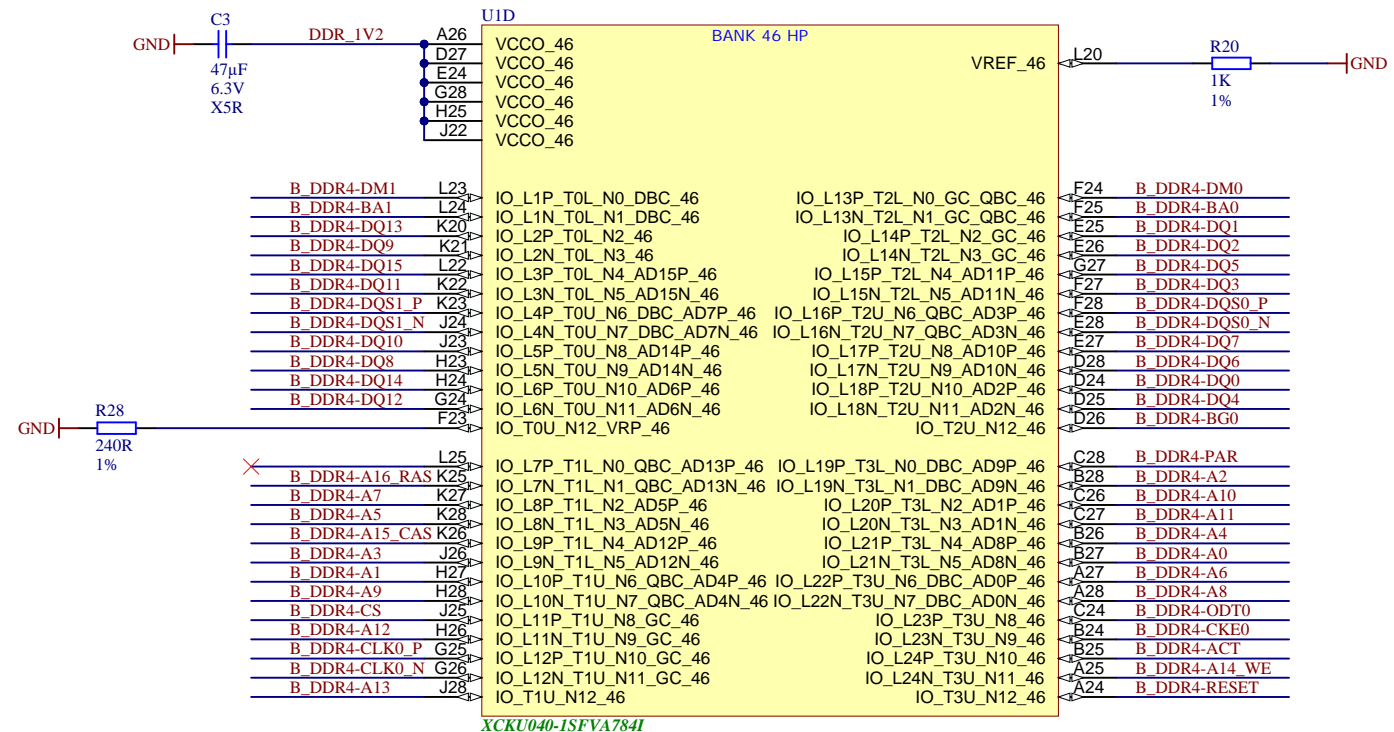 U1D
BANK 46 HP
C3
GND
47µF
6.3V
X5R
DDR_1V2
A26 VCCO_46
D27 VCCO_46
E24 VCCO_46
G28 VCCO_46
H25 VCCO_46
J22 VCCO_46
VREF_46 L20
R20
1K
1%
GND
B_DDR4-DM1 L23 IO_L1P_T0L_N0_DBC_46
B_DDR4-BA1 L24 IO_L1N_T0L_N1_DBC_46
B_DDR4-DQ13 K20 IO_L2P_T0L_N2_46
B_DDR4-DQ9 K21 IO_L2N_T0L_N3_46
B_DDR4-DQ15 L22 IO_L3P_T0L_N4_AD15P_46
B_DDR4-DQ11 K22 IO_L3N_T0L_N5_AD15N_46
B_DDR4-DQS1_P K23 IO_L4P_T0U_N6_DBC_AD7P_46
B_DDR4-DQS1_N J24 IO_L4N_T0U_N7_DBC_AD7N_46
B_DDR4-DQ10 J23 IO_L5P_T0U_N8_AD14P_46
B_DDR4-DQ8 H23 IO_L5N_T0U_N9_AD14N_46
B_DDR4-DQ14 H24 IO_L6P_T0U_N10_AD6P_46
B_DDR4-DQ12 G24 IO_L6N_T0U_N11_AD6N_46
F23 IO_T0U_N12_VRP_46
GND
R28
240R
1%
L25 IO_L7P_T1L_N0_QBC_AD13P_46
B_DDR4-A16_RAS K25 IO_L7N_T1L_N1_QBC_AD13N_46
B_DDR4-A7 K27 IO_L8P_T1L_N2_AD5P_46
B_DDR4-A5 K28 IO_L8N_T1L_N3_AD5N_46
B_DDR4-A15_CAS K26 IO_L9P_T1L_N4_AD12P_46
B_DDR4-A3 J26 IO_L9N_T1L_N5_AD12N_46
B_DDR4-A1 H27 IO_L10P_T1U_N6_QBC_AD4P_46
B_DDR4-A9 H28 IO_L10N_T1U_N7_QBC_AD4N_46
B_DDR4-CS J25 IO_L11P_T1U_N8_GC_46
B_DDR4-A12 H26 IO_L11N_T1U_N9_GC_46
B_DDR4-CLK0_P G25 IO_L12P_T1U_N10_GC_46
B_DDR4-CLK0_N G26 IO_L12N_T1U_N11_GC_46
B_DDR4-A13 J28 IO_T1U_N12_46
IO_L13P_T2L_N0_GC_QBC_46 F24 B_DDR4-DM0
IO_L13N_T2L_N1_GC_QBC_46 F25 B_DDR4-BA0
IO_L14P_T2L_N2_GC_46 E25 B_DDR4-DQ1
IO_L14N_T2L_N3_GC_46 E26 B_DDR4-DQ2
IO_L15P_T2L_N4_AD11P_46 G27 B_DDR4-DQ5
IO_L15N_T2L_N5_AD11N_46 F27 B_DDR4-DQ3
IO_L16P_T2U_N6_QBC_AD3P_46 F28 B_DDR4-DQS0_P
IO_L16N_T2U_N7_QBC_AD3N_46 E28 B_DDR4-DQS0_N
IO_L17P_T2U_N8_AD10P_46 E27 B_DDR4-DQ7
IO_L17N_T2U_N9_AD10N_46 D28 B_DDR4-DQ6
IO_L18P_T2U_N10_AD2P_46 D24 B_DDR4-DQ0
IO_L18N_T2U_N11_AD2N_46 D25 B_DDR4-DQ4
IO_T2U_N12_46 D26 B_DDR4-BG0
IO_L19P_T3L_N0_DBC_AD9P_46 C28 B_DDR4-PAR
IO_L19N_T3L_N1_DBC_AD9N_46 B28 B_DDR4-A2
IO_L20P_T3L_N2_AD1P_46 C26 B_DDR4-A10
IO_L20N_T3L_N3_AD1N_46 C27 B_DDR4-A11
IO_L21P_T3L_N4_AD8P_46 B26 B_DDR4-A4
IO_L21N_T3L_N5_AD8N_46 B27 B_DDR4-A0
IO_L22P_T3U_N6_DBC_AD0P_46 A27 B_DDR4-A6
IO_L22N_T3U_N7_DBC_AD0N_46 A28 B_DDR4-A8
IO_L23P_T3U_N8_46 C24 B_DDR4-ODT0
IO_L23N_T3U_N9_46 B24 B_DDR4-CKE0
IO_L24P_T3U_N10_46 B25 B_DDR4-ACT
IO_L24N_T3U_N11_46 A25 B_DDR4-A14_WE
IO_T3U_N12_46 A24 B_DDR4-RESET
XCKU040-1SFVA784I